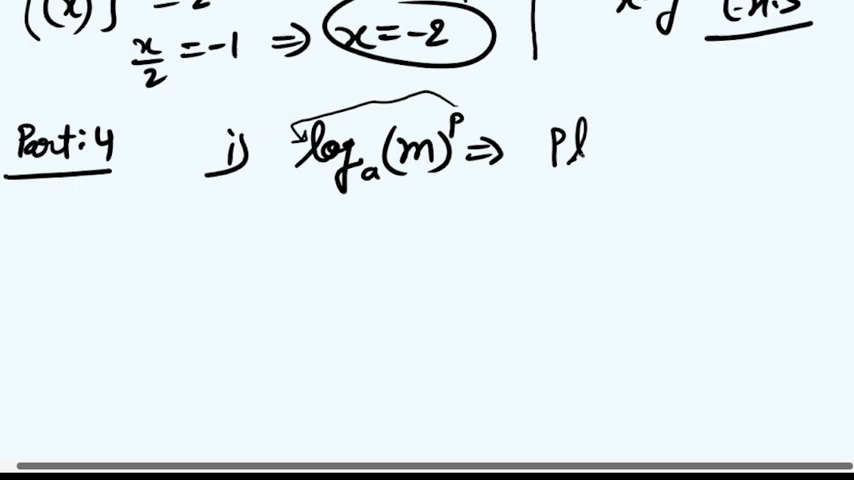 x/2 = -1 ⇒ x = -2
Part: 4 i) log_a (m)^p ⇒ Pl